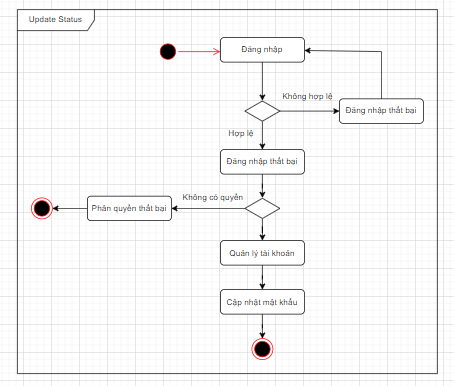 Update Status
Đăng nhập
Không hợp lệ
Đăng nhập thất bại
Hợp lệ
Đăng nhập thất bại
Không có quyền
Phân quyền thất bại
Quản lý tài khoản
Cập nhật mật khẩu